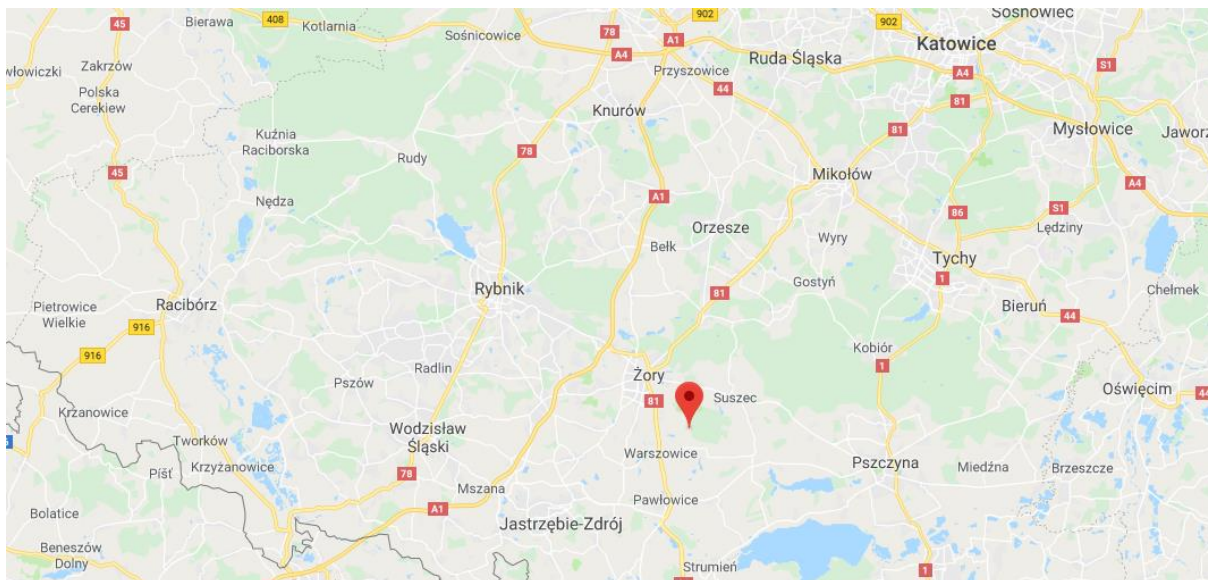 45
Bierawa
408
Kotlarnia
Sośnicowice
78
A1
A4
902
Przyszowice
Ruda Śląska
902
Sosnowiec
Katowice
A4
S1
Zakrzów
Polska
Cerekiew
Kuźnia
Raciborska
Knurów
44
81
81
Mysłowice
45
Rudy
78
Mikołów
A4
Nędza
A1
86
S1
Orzesze
Wyry
Lędziny
Bełk
Tychy
Rybnik
81
Gostyń
1
Chełmek
Racibórz
Bieruń
44
Pietrowice
Wielkie
916
916
Kobiór
1
Radlin
Żory
Pszów
81
Suszec
Oświęcim
44
Krzanowice
Wodzisław
Śląski
Tworków
Krzyżanowice
Píšť
78
Warszowice
Pszczyna
Miedźna
Brzeszcze
Mszana
Pawłowice
A1
Bolatice
Jastrzębie-Zdrój
Beneszów
Dolny
Strumień
1